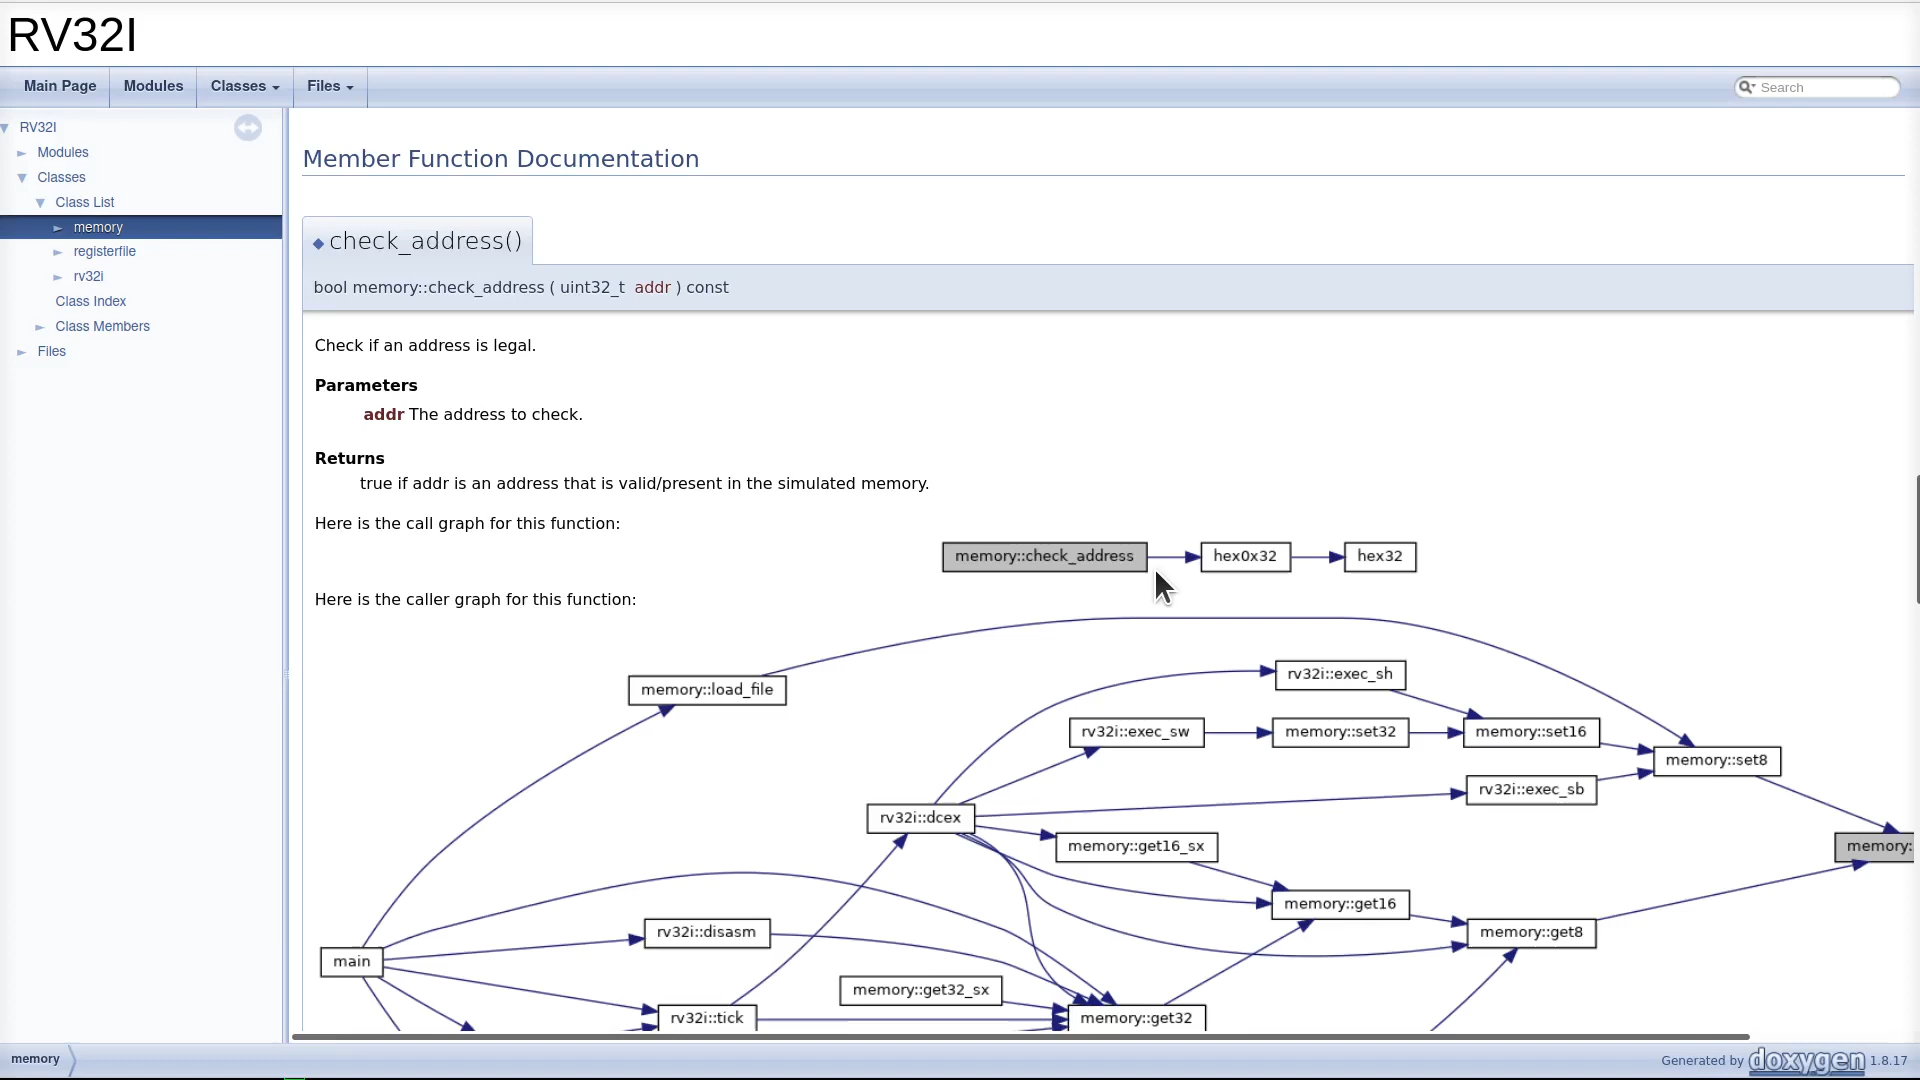 RV32I
Main Page
Modules
Classes
Files
Search
RV32I
Modules
Classes
Class List
memory
registerfile
rv32i
Class Index
Class Members
Files
Member Function Documentation
◆ check_address()
bool memory::check_address ( uint32_t addr ) const
Check if an address is legal.
Parameters
addr The address to check.
Returns
true if addr is an address that is valid/present in the simulated memory.
Here is the call graph for this function:
memory::check_address
hex0x32
hex32
Here is the caller graph for this function:
rv32i::exec_sh
memory::load_file
rv32i::exec_sw
memory::set32
memory::set16
memory::set8
rv32i::exec_sb
rv32i::dcex
memory::get16_sx
memory:
memory::get16
rv32i::disasm
memory::get8
main
memory::get32_sx
rv32i::tick
memory::get32
memory
Generated by doxygen 1.8.17